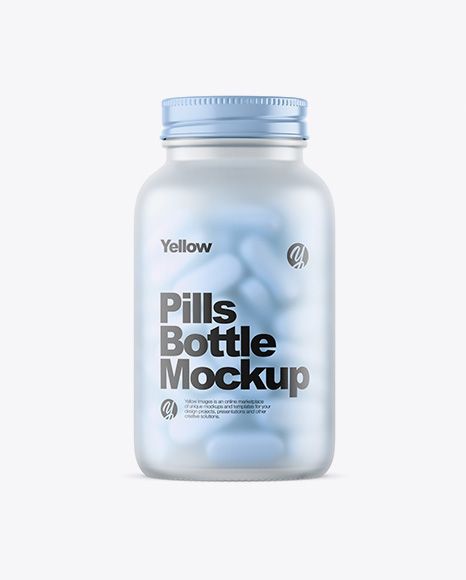 Yellow
Pills
Bottle
Mockup
Yellow Images is an online marketplace
of unique mockups and templates for your
design projects, presentations and other
creative solutions.